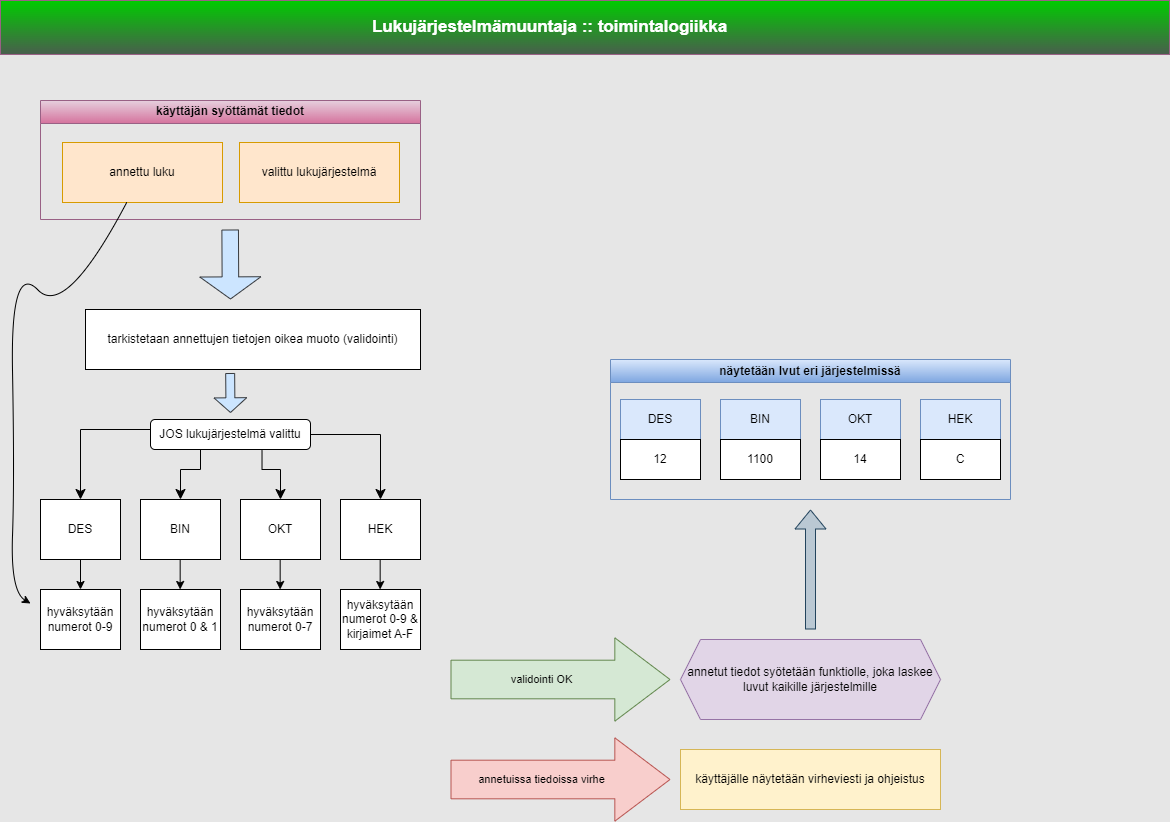 Lukujärjestelmämuuntaja :: toimintalogiikka
käyttäjän syöttämät tiedot
annettu luku
valittu lukujärjestelmä
tarkistetaan annettujen tietojen oikea muoto (validointi)
JOS lukujärjestelmä valittu
DES
BIN
OKT
HEK
hyväksytään
numerot 0-9
hyväksytään
numerot 0 & 1
hyväksytään
numerot 0-7
hyväksytään
numerot 0-9 &
kirjaimet A-F
validointi OK
annetut tiedot syötetään funktiolle, joka laskee
luvut kaikille järjestelmille
näytetään lvut eri järjestelmissä
DES
BIN
OKT
HEK
12
1100
14
C
annetuissa tiedoissa virhe
käyttäjälle näytetään virheviesti ja ohjeistus